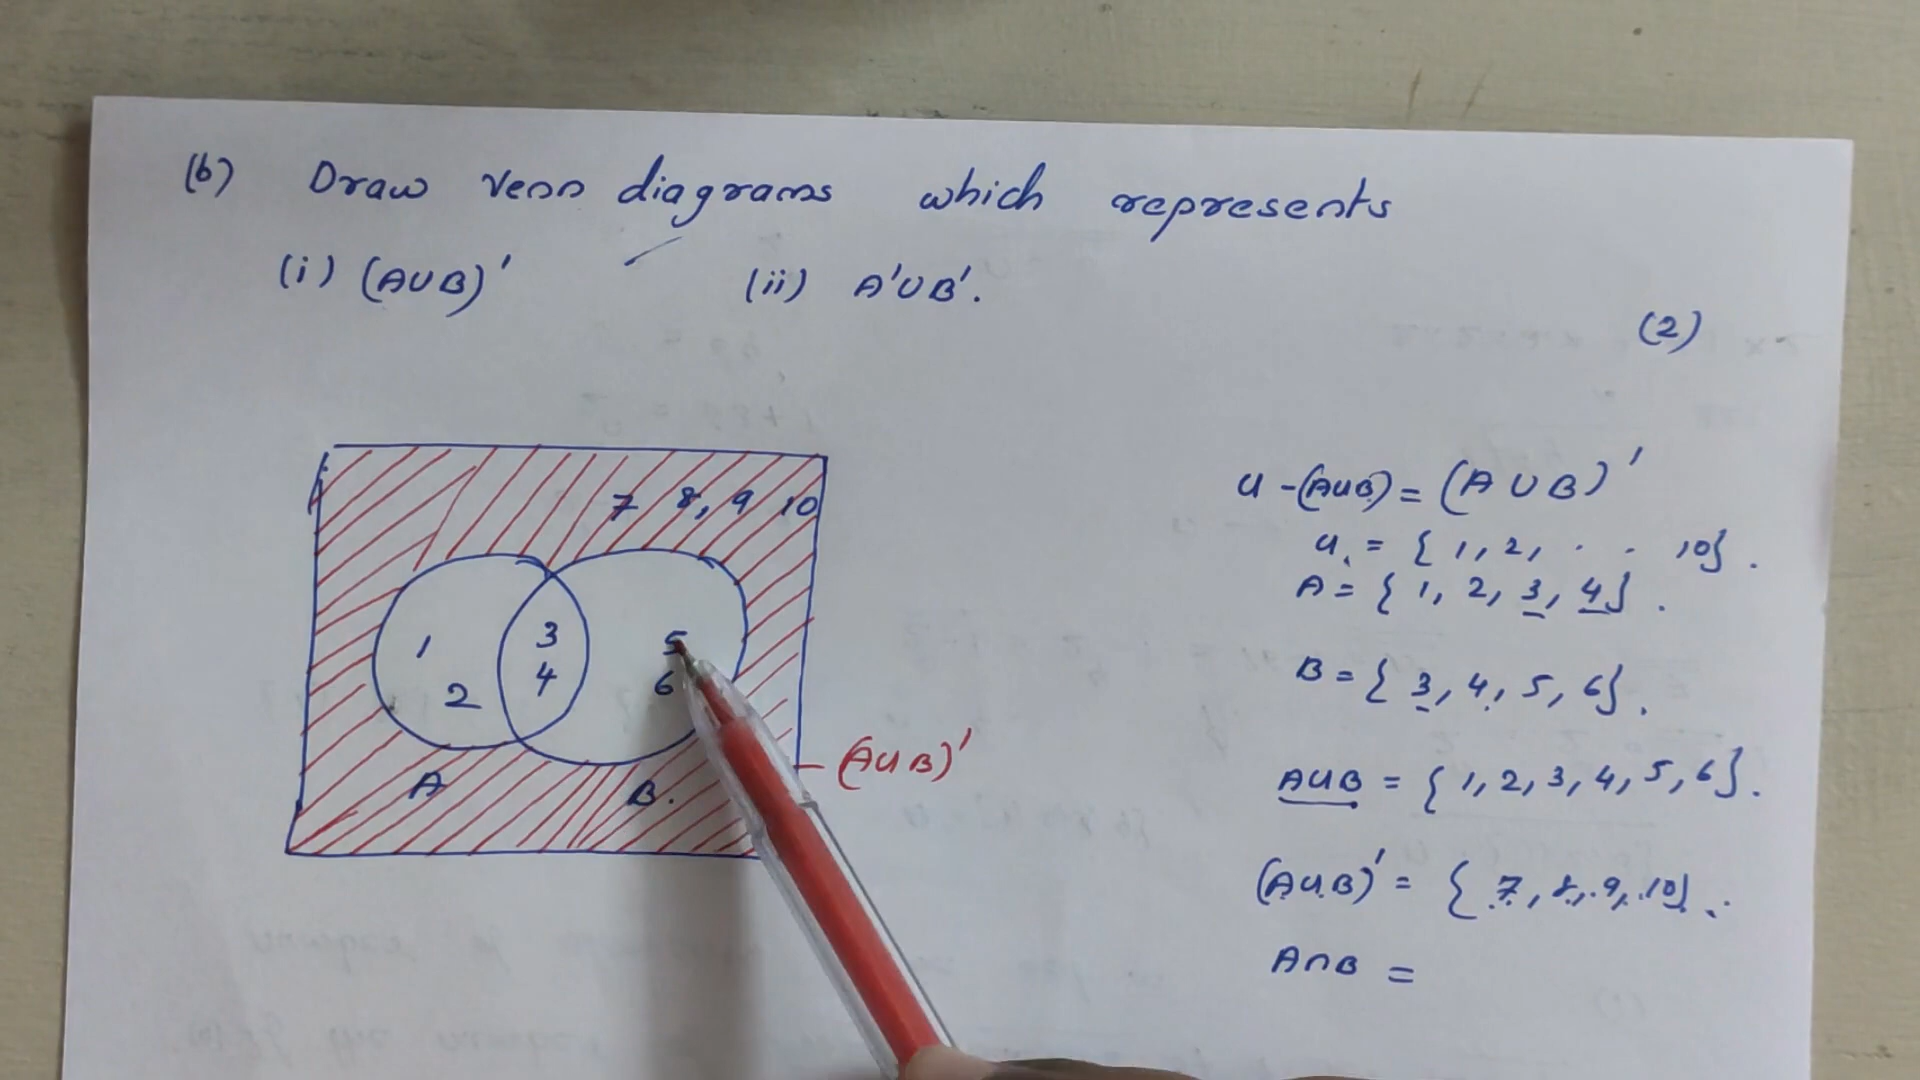 (b) Draw Venn diagrams which represents
(i) (A∪B)' (ii) A'∪B'.
(2)
7 8, 9 10
1 3 5
2 4 6
A B.
(A∪B)'
U -(A∪B) = (A ∪ B)'
U = { 1, 2, . . 10} .
A = { 1, 2, 3, 4} .
B = { 3, 4, 5, 6} .
A∪B = { 1, 2, 3, 4, 5, 6} .
(A∪B)' = { 7, 8, 9, 10} .
A∩B =